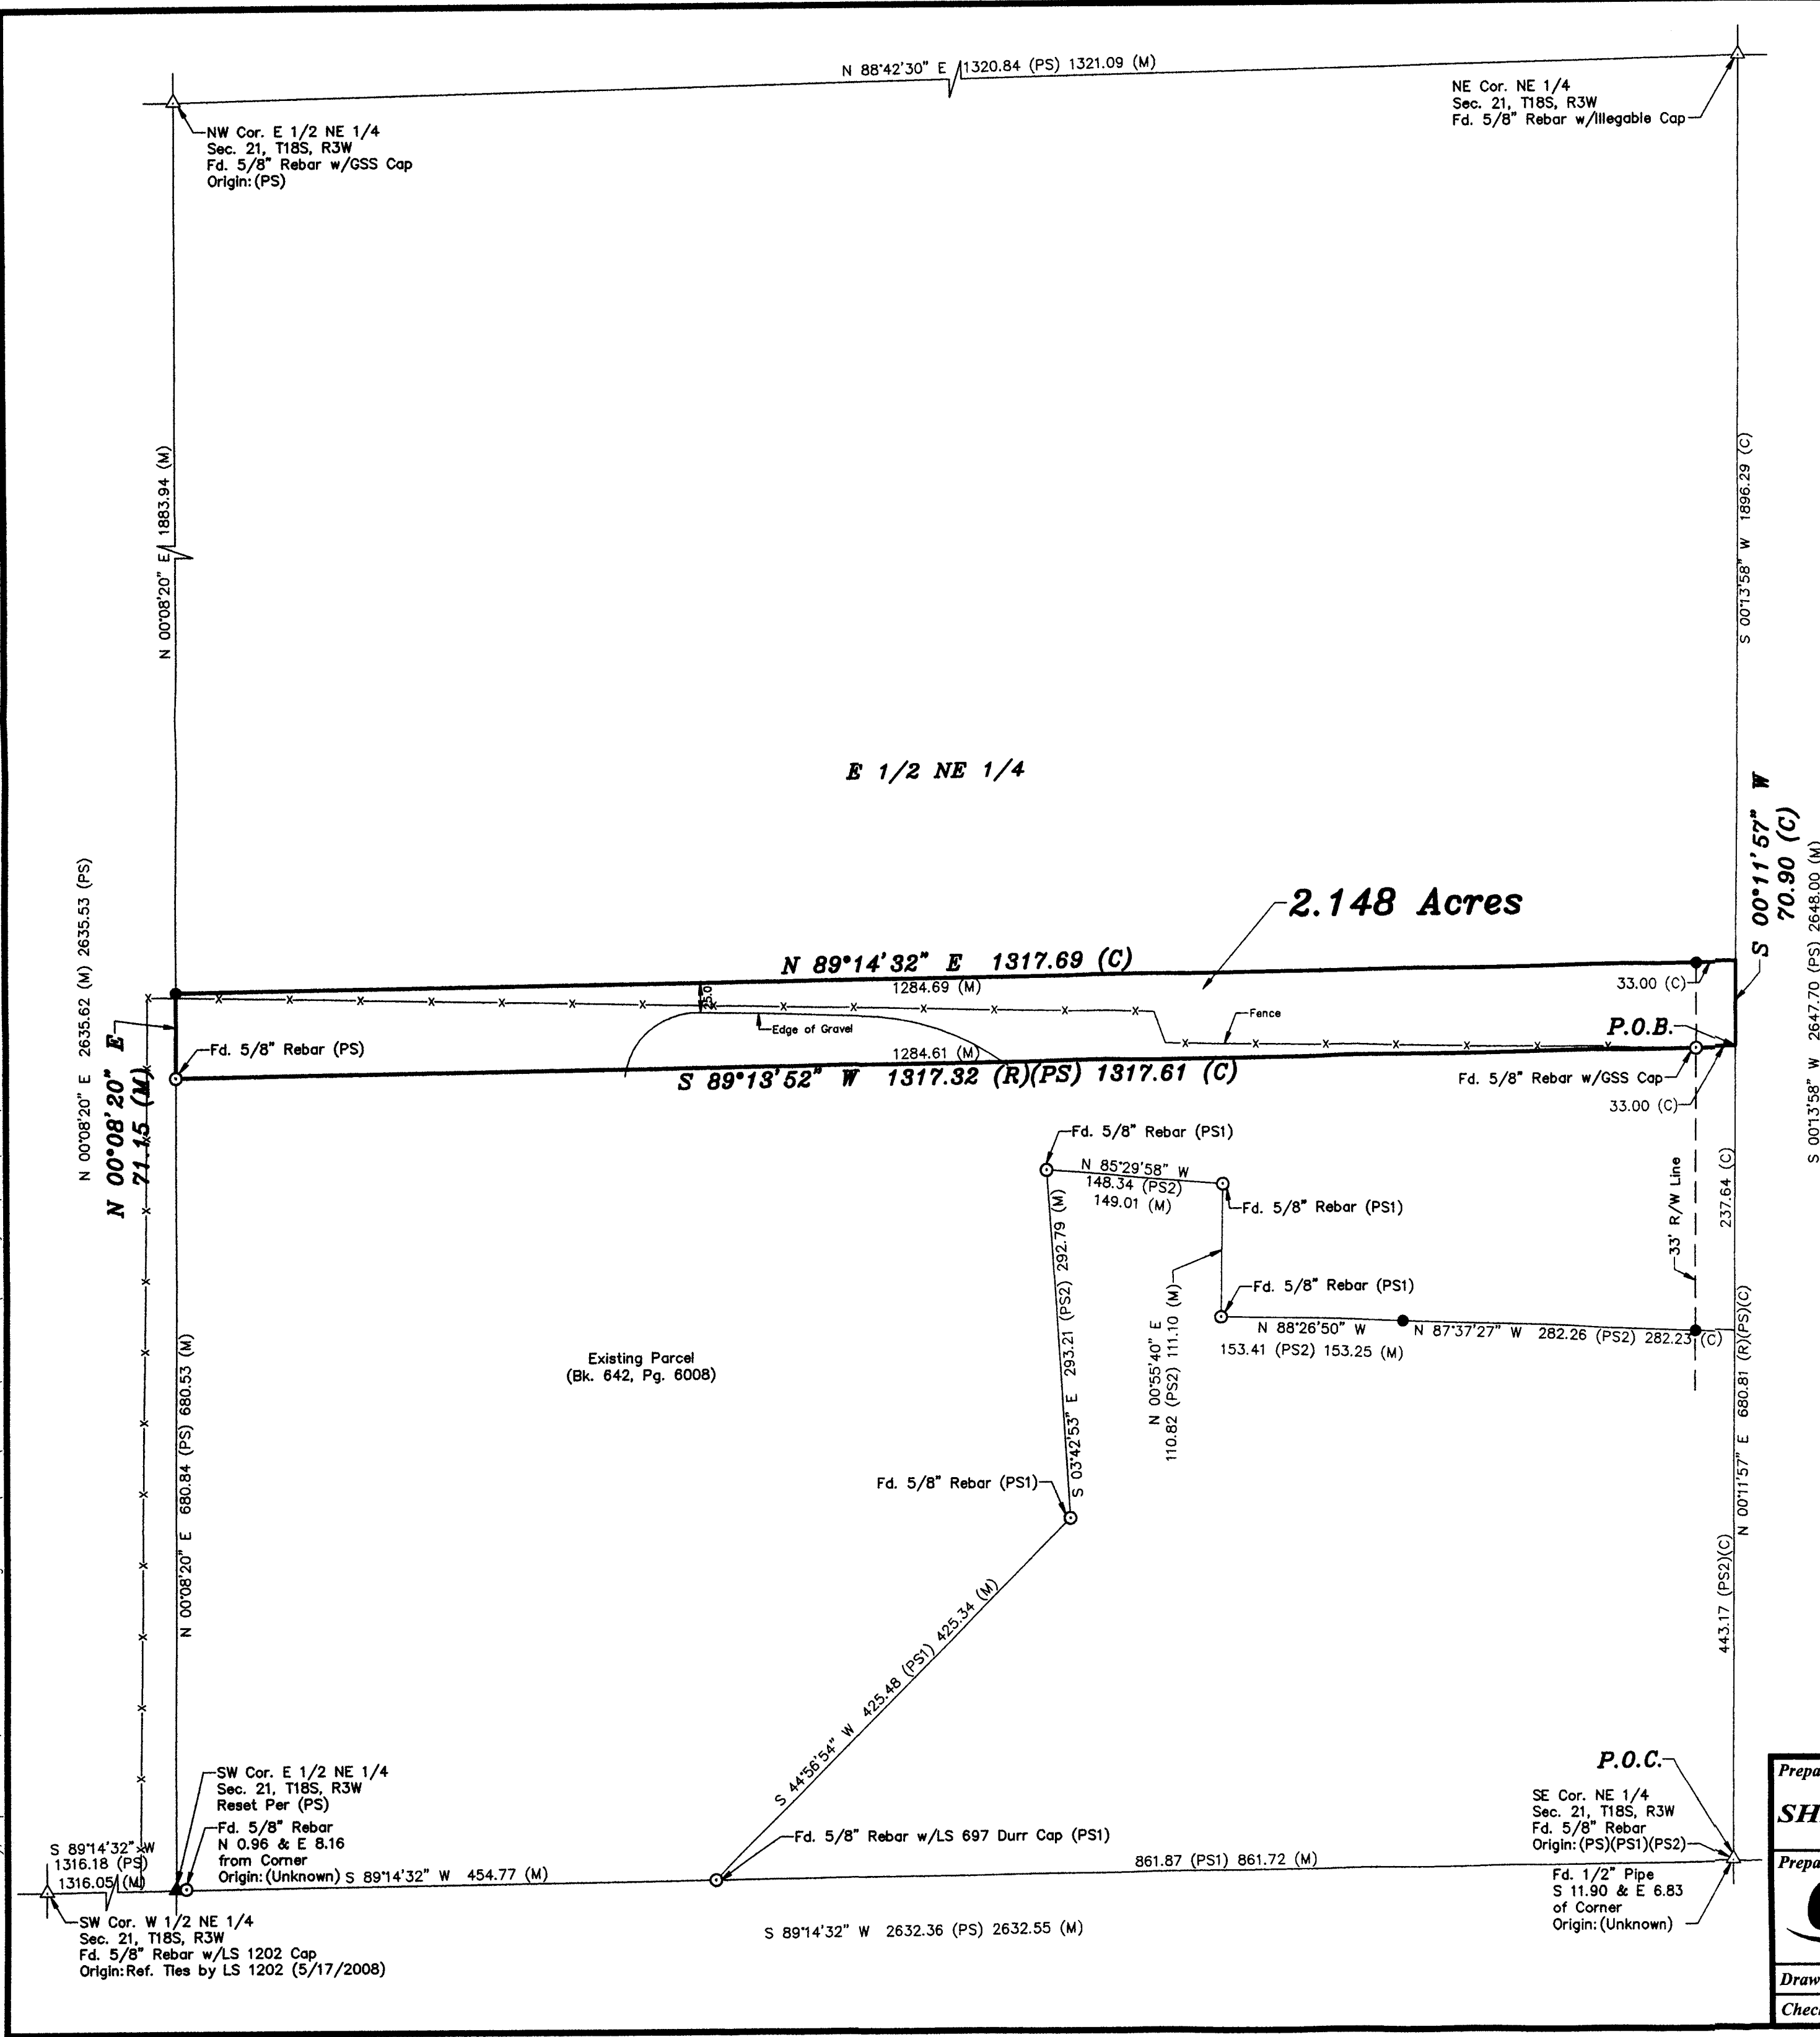 N 88°42'30" E 1320.84 (PS) 1321.09 (M)
NW Cor. E 1/2 NE 1/4
Sec. 21, T18S, R3W
Fd. 5/8" Rebar w/GSS Cap
Origin:(PS)
NE Cor. NE 1/4
Sec. 21, T18S, R3W
Fd. 5/8" Rebar w/Illegable Cap
N 00°08'20" E 1883.94 (M)
S 00°13'58" W 1896.29 (C)
E 1/2 NE 1/4
2.148 Acres
S 00°11'57" W
70.90 (C)
S 00°13'58" W 2647.70 (PS) 2648.00 (M)
N 00°08'20" E 2635.62 (M) 2635.53 (PS)
N 00°08'20" E
71.15 (M)
N 89°14'32" E 1317.69 (C)
1284.69 (M)
25.0
Edge of Gravel
Fence
33.00 (C)
P.O.B.
Fd. 5/8" Rebar (PS)
1284.61 (M)
S 89°13'52" W 1317.32 (R)(PS) 1317.61 (C)
Fd. 5/8" Rebar w/GSS Cap
33.00 (C)
Fd. 5/8" Rebar (PS1)
N 85°29'58" W
148.34 (PS2)
149.01 (M)
Fd. 5/8" Rebar (PS1)
S 03°42'53" E 293.21 (PS2) 292.79 (M)
N 00°55'40" E
110.82 (PS2) 111.10 (M)
Fd. 5/8" Rebar (PS1)
N 88°26'50" W
153.41 (PS2) 153.25 (M)
N 87°37'27" W 282.26 (PS2) 282.23 (C)
33' R/W Line
237.64 (C)
N 00°11'57" E 680.81 (R)(PS)(C)
443.17 (PS2)(C)
Existing Parcel
(Bk. 642, Pg. 6008)
N 00°08'20" E 680.84 (PS) 680.53 (M)
Fd. 5/8" Rebar (PS1)
S 44°56'54" W 425.48 (PS1) 425.34 (M)
SW Cor. E 1/2 NE 1/4
Sec. 21, T18S, R3W
Reset Per (PS)
Fd. 5/8" Rebar
N 0.96 & E 8.16
from Corner
Origin:(Unknown)
S 89°14'32" W 454.77 (M)
S 89°14'32" W
1316.18 (PS)
1316.05 (M)
Fd. 5/8" Rebar w/LS 697 Durr Cap (PS1)
861.87 (PS1) 861.72 (M)
P.O.C.
SE Cor. NE 1/4
Sec. 21, T18S, R3W
Fd. 5/8" Rebar
Origin:(PS)(PS1)(PS2)
Fd. 1/2" Pipe
S 11.90 & E 6.83
of Corner
Origin:(Unknown)
SW Cor. W 1/2 NE 1/4
Sec. 21, T18S, R3W
Fd. 5/8" Rebar w/LS 1202 Cap
Origin:Ref. Ties by LS 1202 (5/17/2008)
S 89°14'32" W 2632.36 (PS) 2632.55 (M)
Prepa
SH
Prepa
Draw
Chec